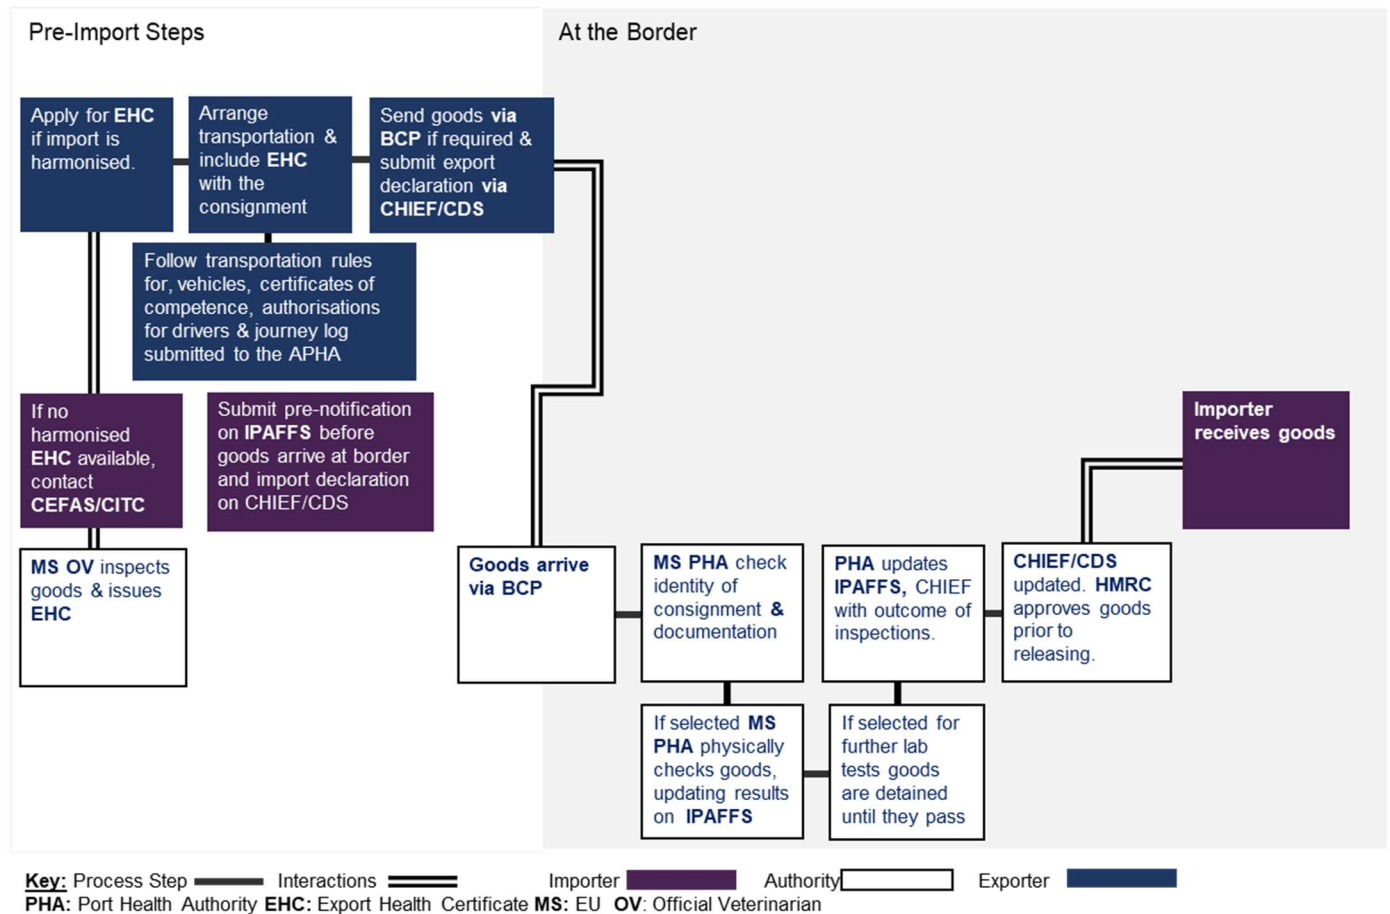 Pre-Import Steps
At the Border
Apply for EHC
if import is
harmonised.
Arrange
transportation &
include EHC
with the
consignment
Send goods via
BCP if required &
submit export
declaration via
CHIEF/CDS
Follow transportation rules
for, vehicles, certificates of
competence, authorisations
for drivers & journey log
submitted to the APHA
If no
harmonised
EHC available,
contact
CEFAS/CITC
Submit pre-notification
on IPAFFS before
goods arrive at border
and import declaration
on CHIEF/CDS
Importer
receives goods
MS OV inspects
goods & issues
EHC
Goods arrive
via BCP
MS PHA check
identity of
consignment &
documentation
PHA updates
IPAFFS, CHIEF
with outcome of
inspections.
CHIEF/CDS
updated. HMRC
approves goods
prior to
releasing.
If selected MS
PHA physically
checks goods,
updating results
on IPAFFS
If selected for
further lab
tests goods
are detained
until they pass
Key: Process Step Interactions Importer Authority Exporter
PHA: Port Health Authority EHC: Export Health Certificate MS: EU OV: Official Veterinarian